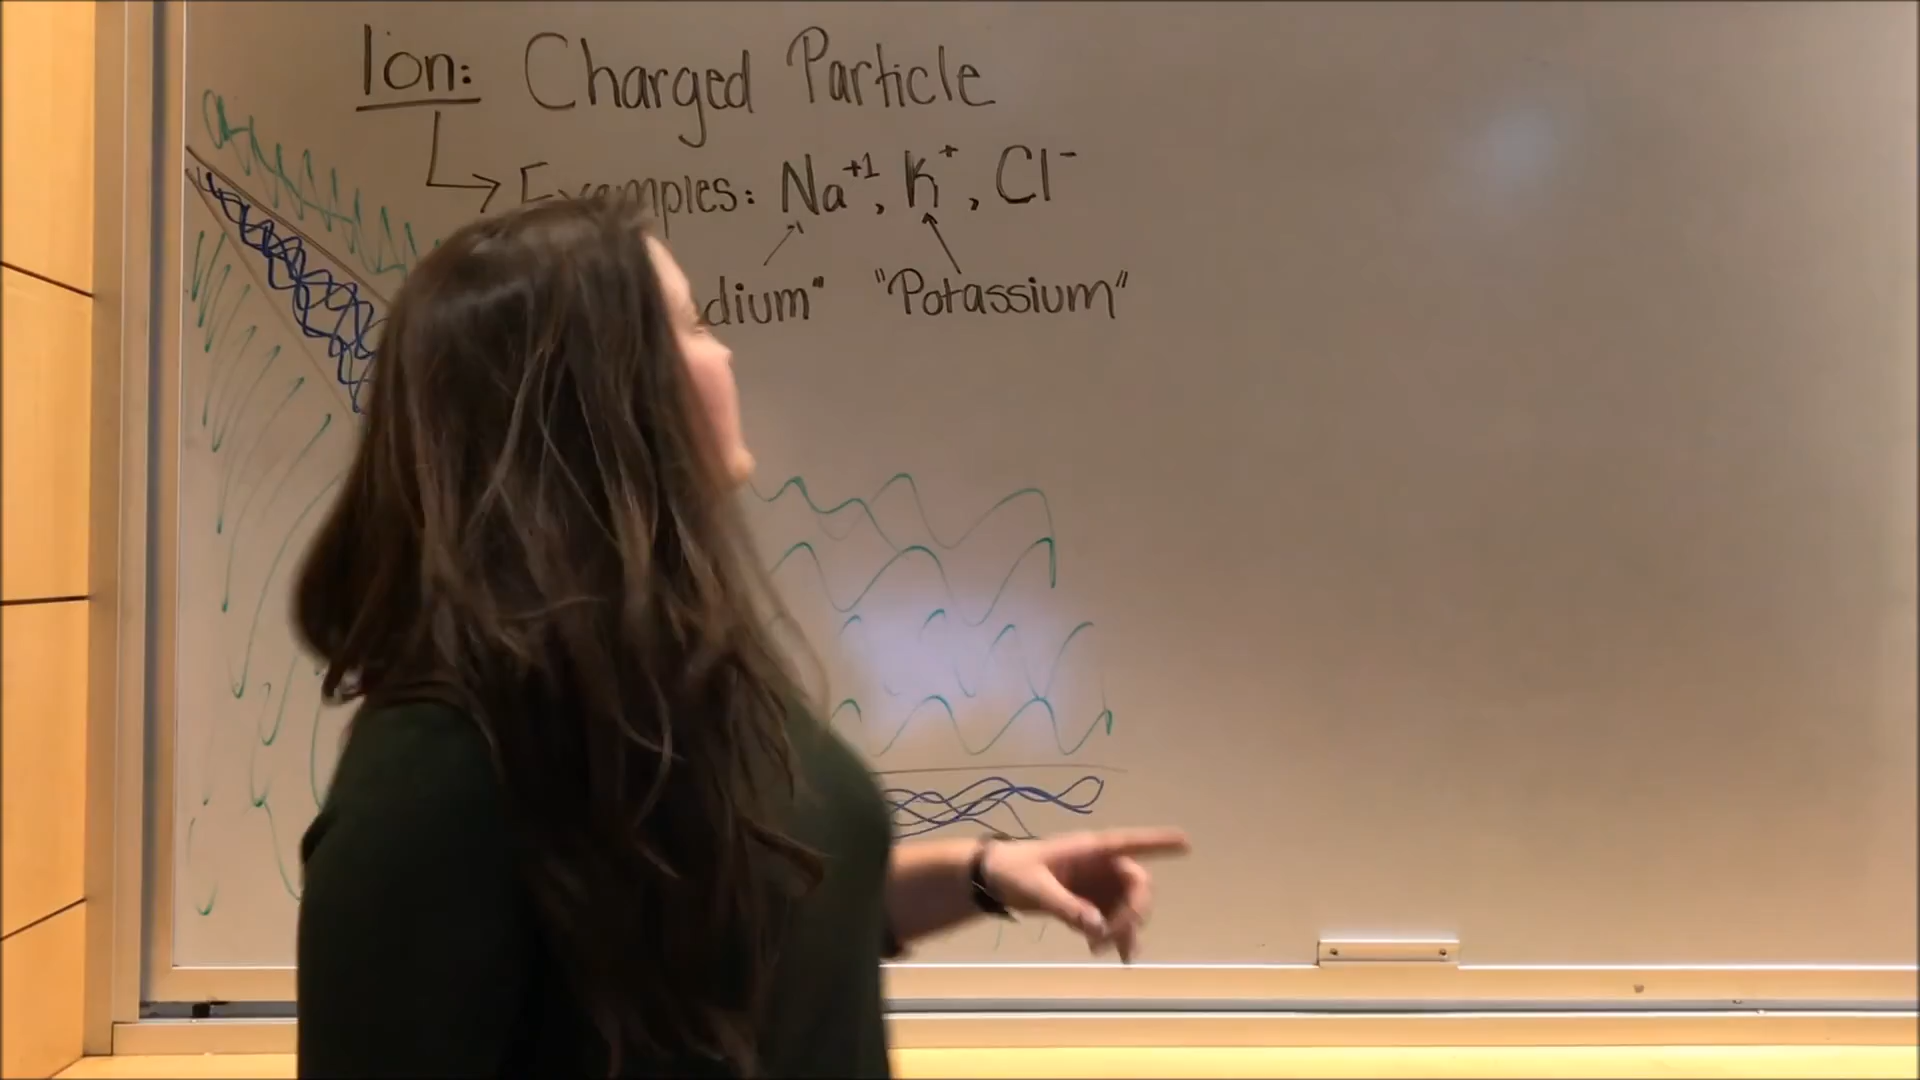 Ion: Charged Particle
Examples: Na⁺¹, K⁺, Cl⁻
dium" "Potassium"